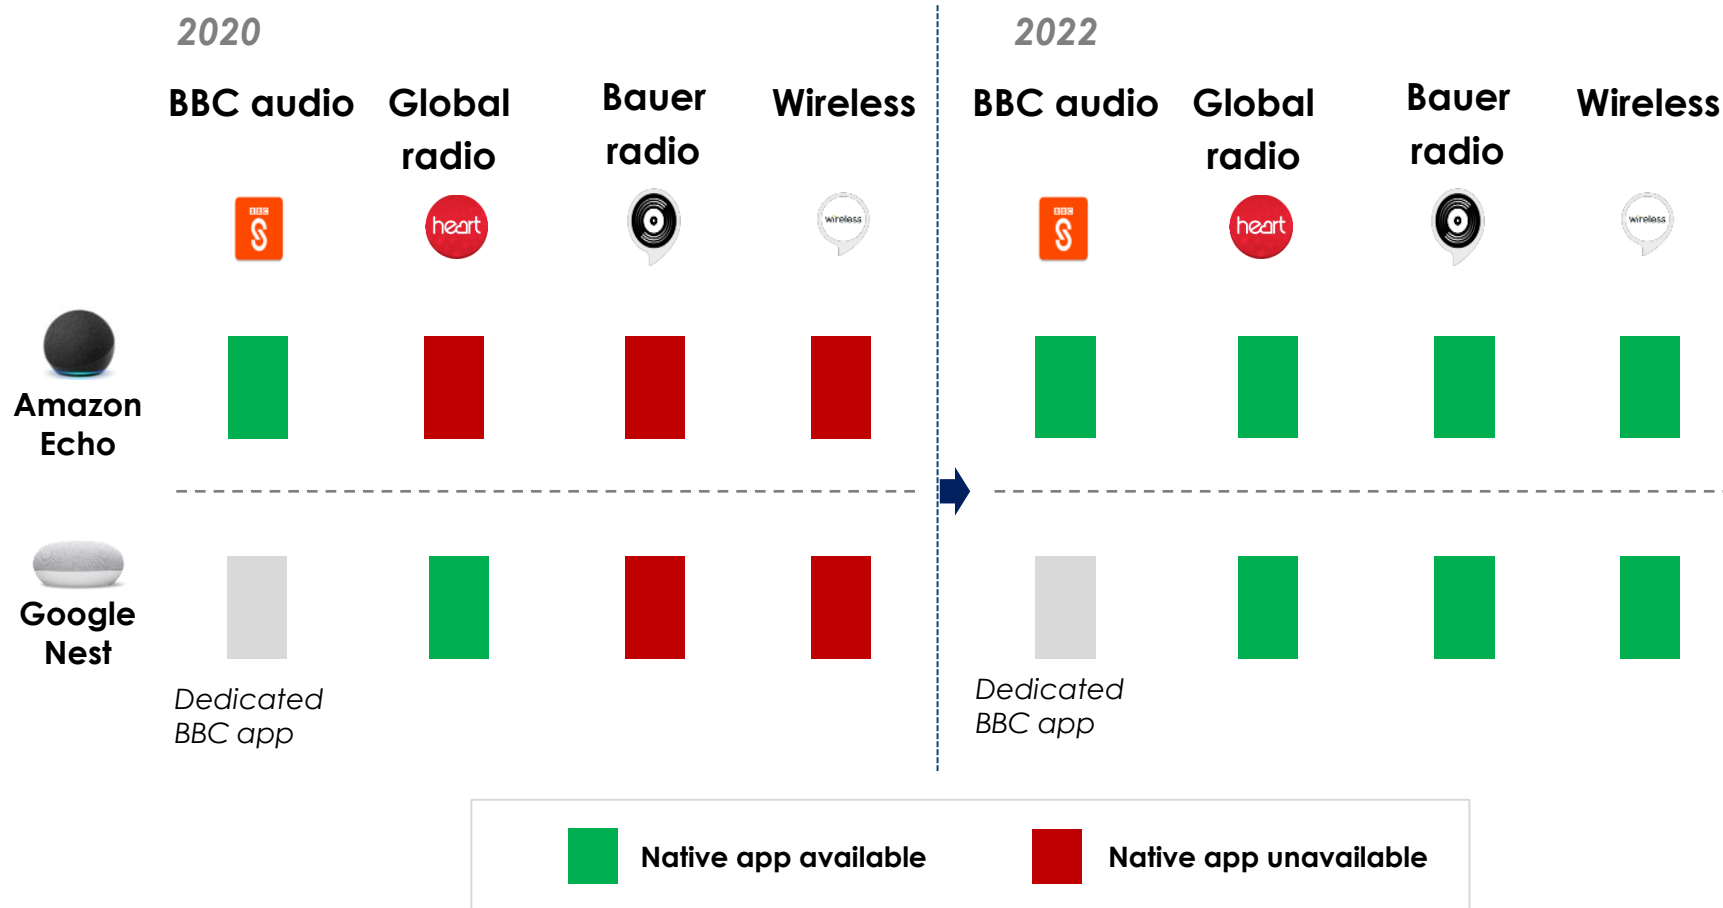 2020
2022
BBC audio
Global
radio
Bauer
radio
Wireless
BBC audio
Global
radio
Bauer
radio
Wireless
BBC
S
heart
wireless
BBC
S
heart
wireless
Amazon
Echo
Google
Nest
Dedicated
BBC app
Dedicated
BBC app
Native app available
Native app unavailable